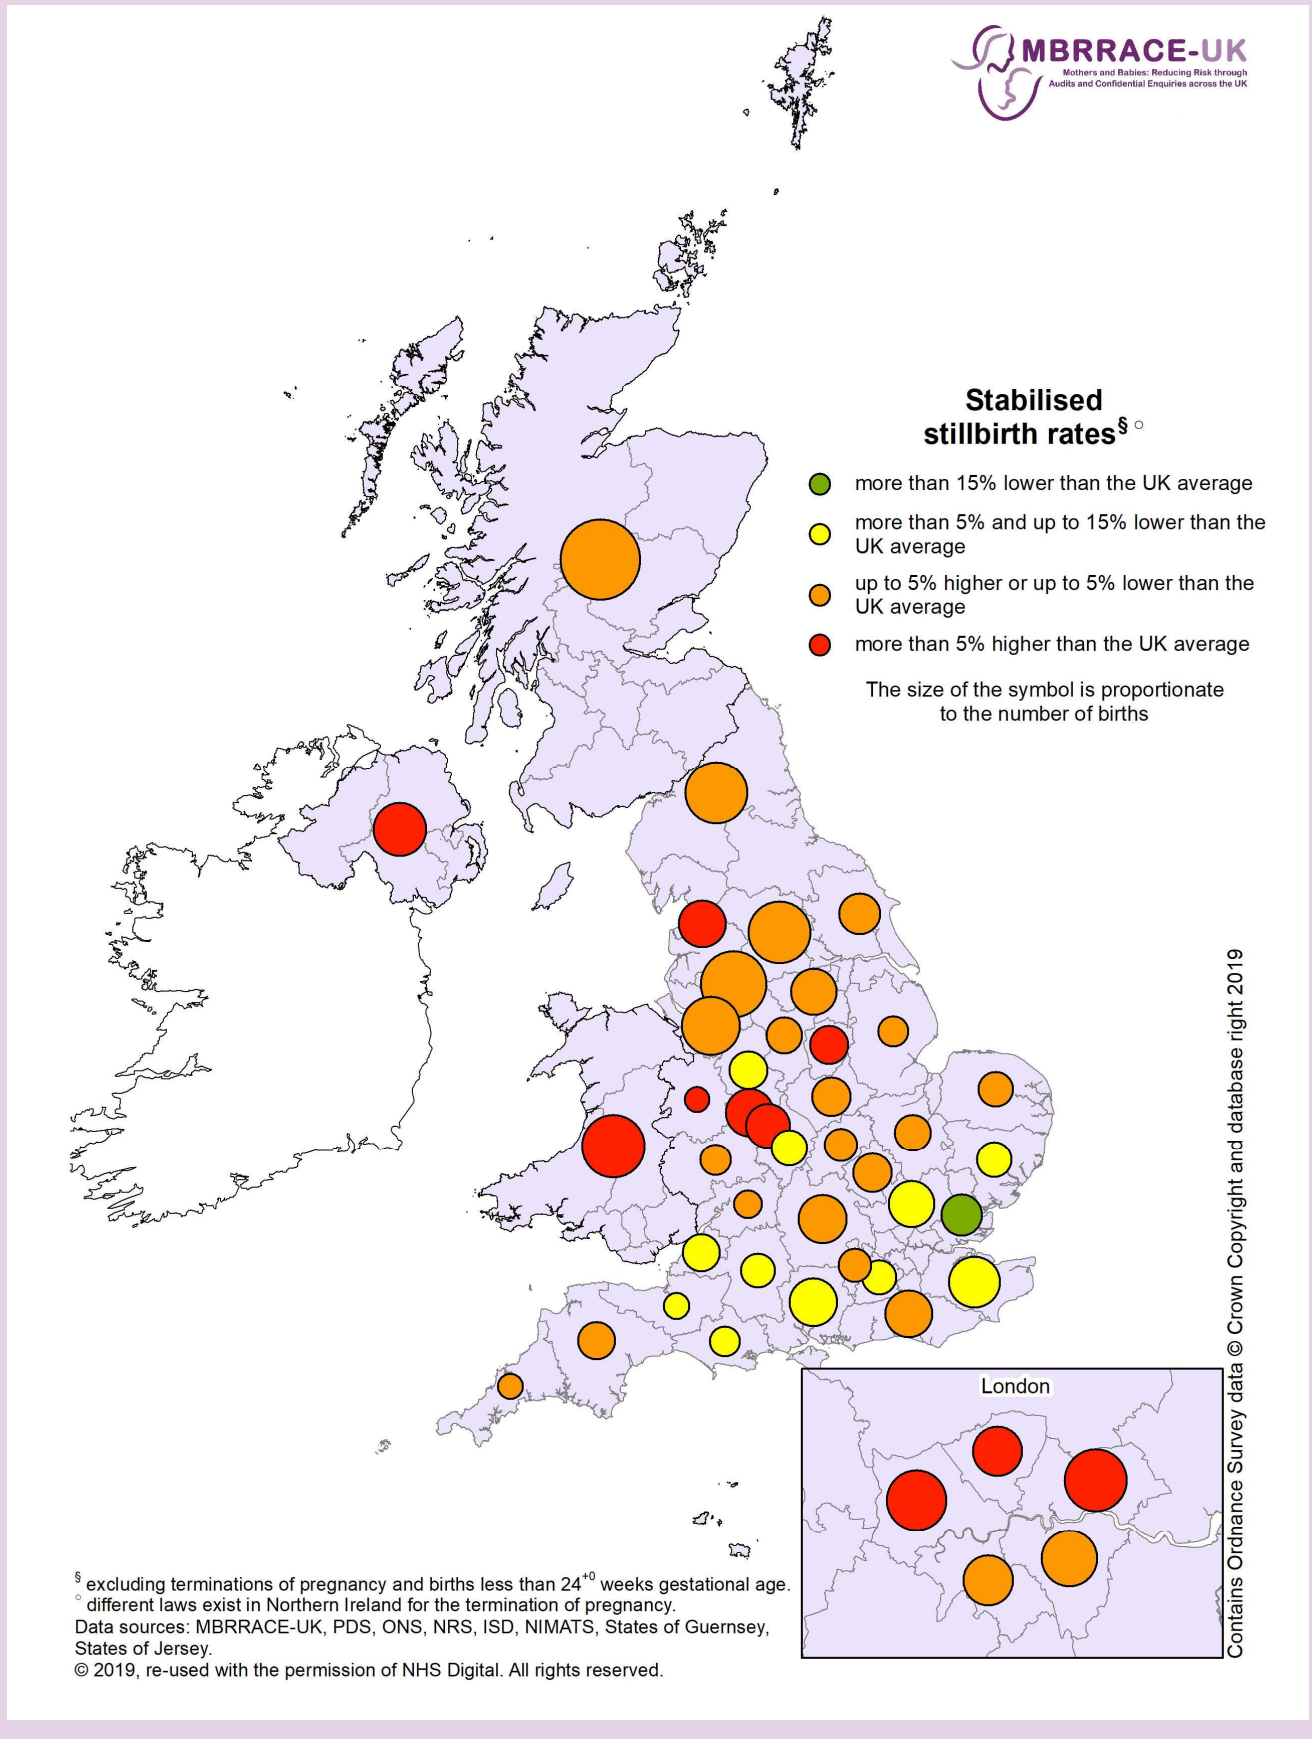 MBRRACE-UK
Mothers and Babies: Reducing Risk through
Audits and Confidential Enquiries across the UK
Stabilised
stillbirth rates§ ○
more than 15% lower than the UK average
more than 5% and up to 15% lower than the
UK average
up to 5% higher or up to 5% lower than the
UK average
more than 5% higher than the UK average
The size of the symbol is proportionate
to the number of births
London
Contains Ordnance Survey data © Crown Copyright and database right 2019
§ excluding terminations of pregnancy and births less than 24+0 weeks gestational age.
○ different laws exist in Northern Ireland for the termination of pregnancy.
Data sources: MBRRACE-UK, PDS, ONS, NRS, ISD, NIMATS, States of Guernsey,
States of Jersey.
© 2019, re-used with the permission of NHS Digital. All rights reserved.